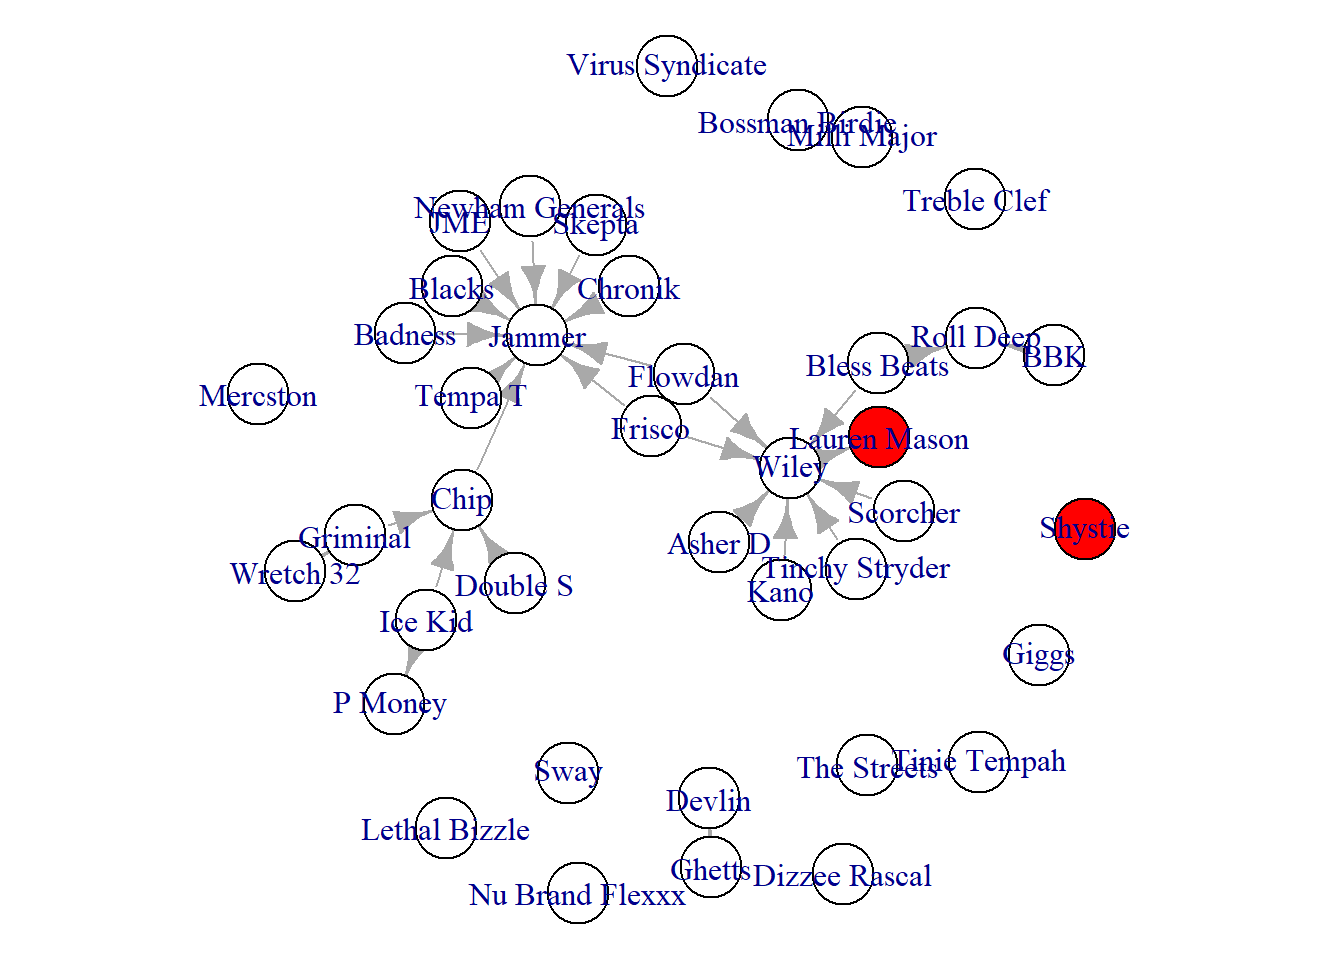 Virus Syndicate
Bossman Birdie
Milli Major
Treble Clef
Newham Generals
JME
Skepta
Blacks
Chronik
Badness
Jammer
Roll Deep
BBK
Bless Beats
Flowdan
Mercston
Tempa T
Frisco
Lauren Mason
Wiley
Chip
Scorcher
Shystie
Griminal
Asher D
Wretch 32
Double S
Tinchy Stryder
Kano
Ice Kid
Giggs
P Money
Sway
The Streets
Tinie Tempah
Devlin
Lethal Bizzle
Ghetts
Dizzee Rascal
Nu Brand Flexxx